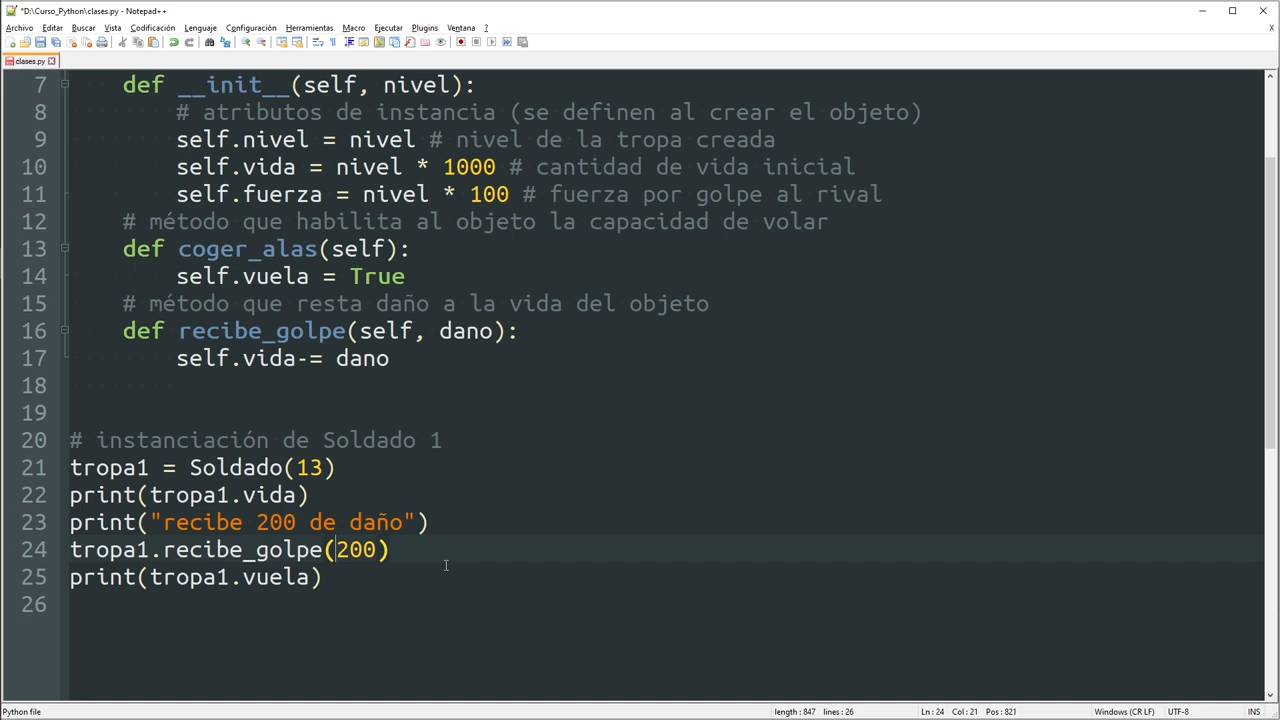 *D:\Curso_Python\clases.py - Notepad++
Archivo Editar Buscar Vista Codificación Lenguaje Configuración Herramientas Macro Ejecutar Plugins Ventana ? X
clases.py
7 def __init__(self, nivel):
8 # atributos de instancia (se definen al crear el objeto)
9 self.nivel = nivel # nivel de la tropa creada
10 self.vida = nivel * 1000 # cantidad de vida inicial
11 self.fuerza = nivel * 100 # fuerza por golpe al rival
12 # método que habilita al objeto la capacidad de volar
13 def coger_alas(self):
14 self.vuela = True
15 # método que resta daño a la vida del objeto
16 def recibe_golpe(self, dano):
17 self.vida-= dano
18
19
20 # instanciación de Soldado 1
21 tropa1 = Soldado(13)
22 print(tropa1.vida)
23 print("recibe 200 de daño")
24 tropa1.recibe_golpe(200)
25 print(tropa1.vuela)
26
Python file length : 847 lines : 26 Ln : 24 Col : 21 Pos : 821 Windows (CR LF) UTF-8 INS